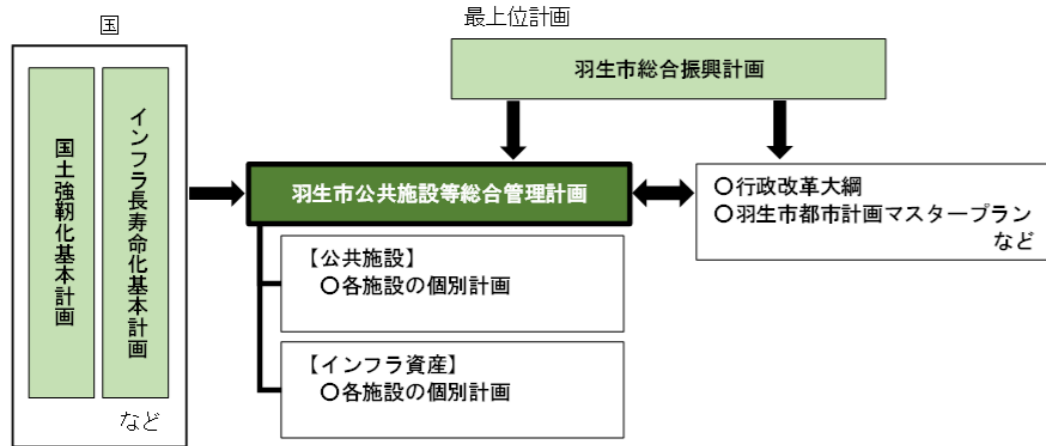 国
国土強靭化基本計画
インフラ長寿命化基本計画
など
最上位計画
羽生市総合振興計画
羽生市公共施設等総合管理計画
○行政改革大綱
○羽生市都市計画マスタープラン
など
【公共施設】
○各施設の個別計画
【インフラ資産】
○各施設の個別計画